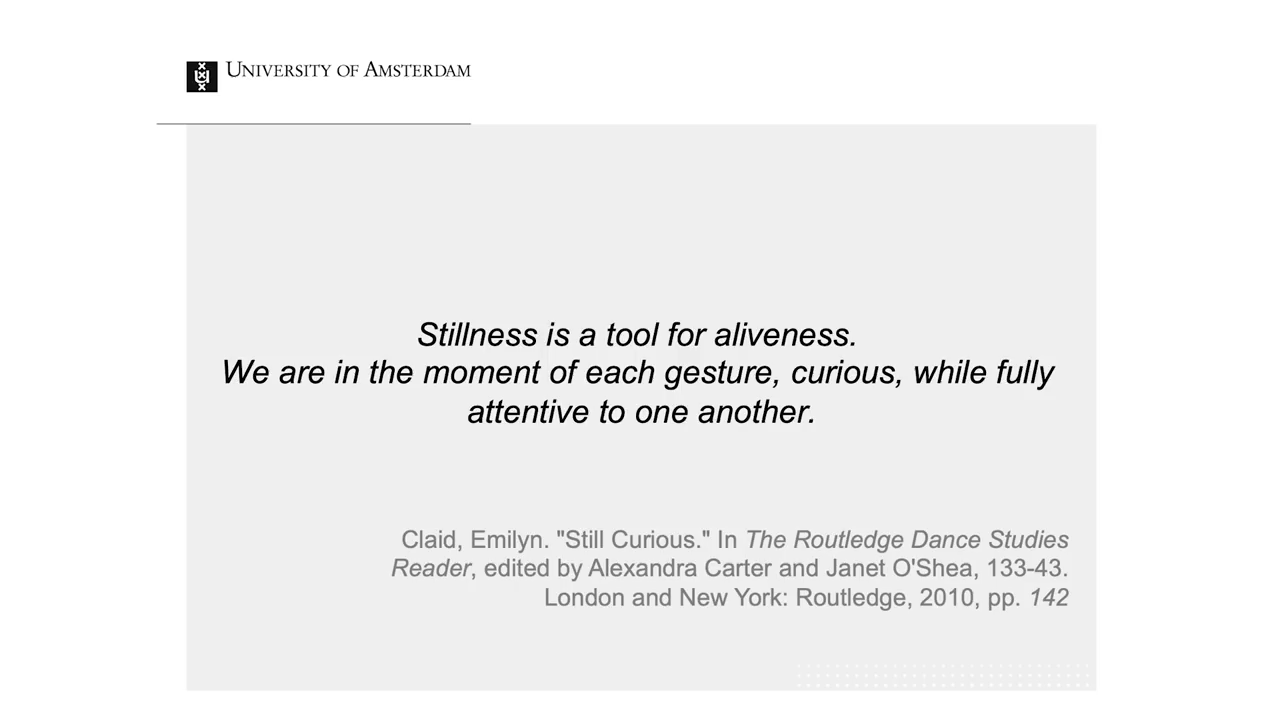 UNIVERSITY OF AMSTERDAM
Stillness is a tool for aliveness.
We are in the moment of each gesture, curious, while fully
attentive to one another.
Claid, Emilyn. "Still Curious." In The Routledge Dance Studies
Reader, edited by Alexandra Carter and Janet O'Shea, 133-43.
London and New York: Routledge, 2010, pp. 142